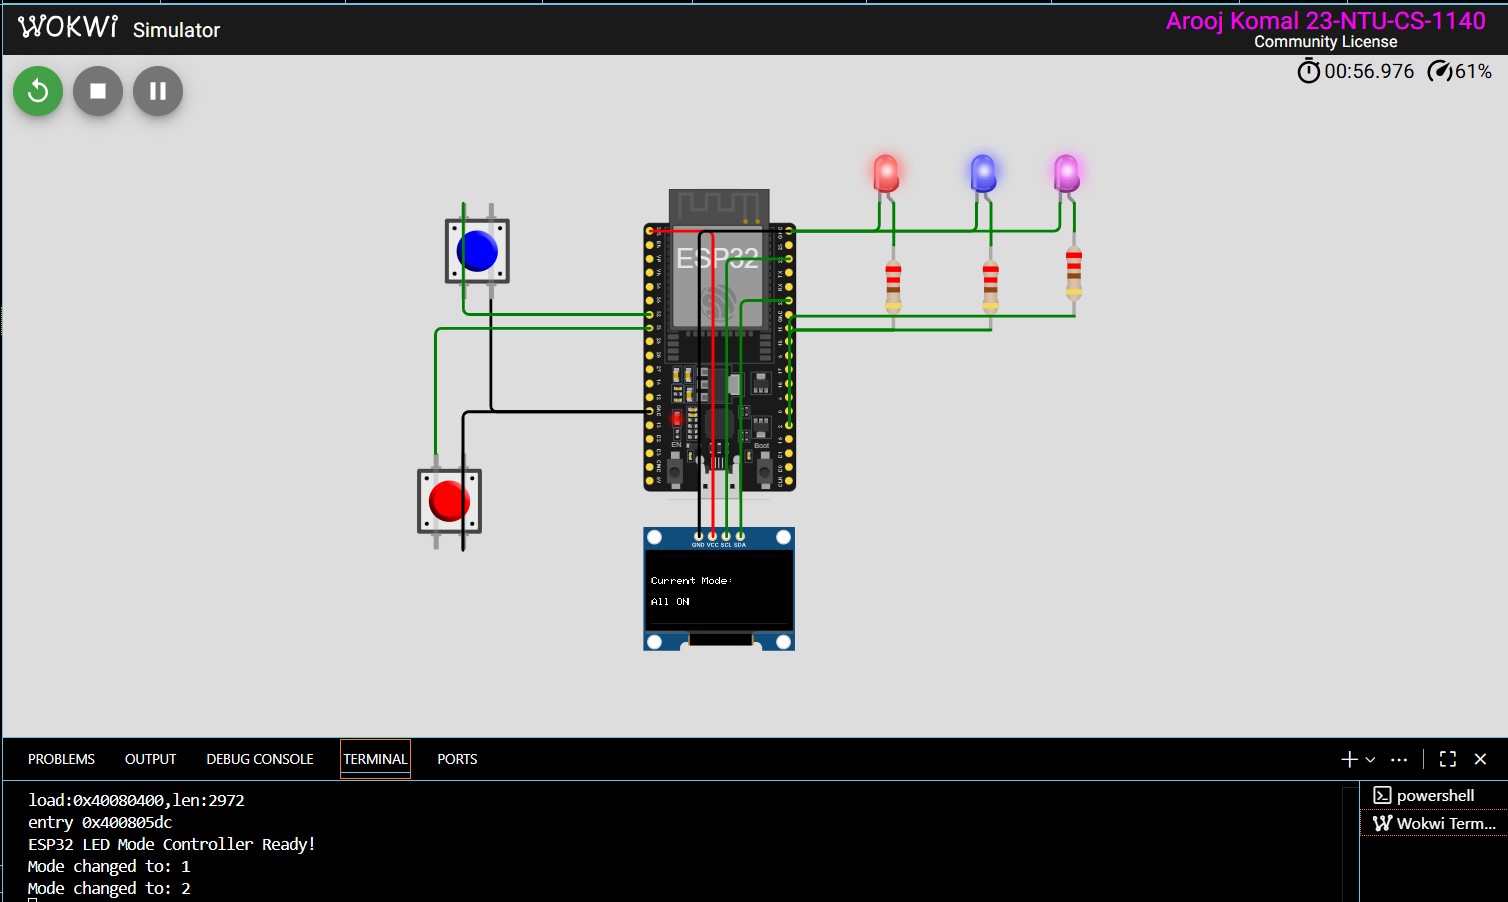 WOKWI Simulator
Arooj Komal 23-NTU-CS-1140
Community License
00:56.976 61%
ESP32
EN
Boot
GND VCC SCL SDA
Current Mode:
All ON
PROBLEMS OUTPUT DEBUG CONSOLE TERMINAL PORTS
load:0x40080400,len:2972
powershell
entry 0x400805dc
Wokwi Term...
ESP32 LED Mode Controller Ready!
Mode changed to: 1
Mode changed to: 2